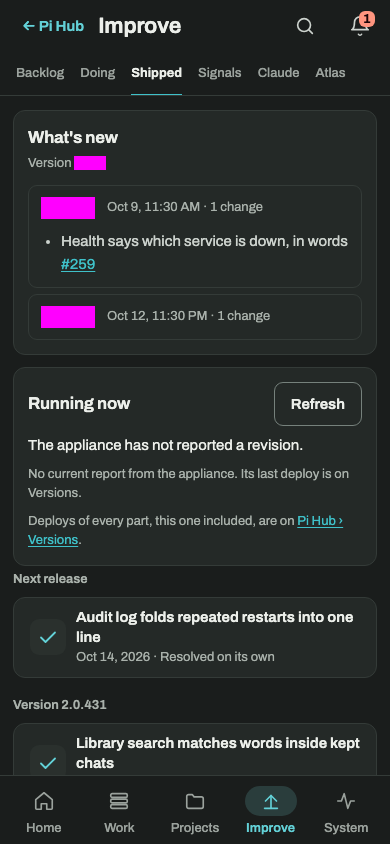 ← Pi Hub Improve
1
Backlog Doing Shipped Signals Claude Atlas
What's new
Version
Oct 9, 11:30 AM · 1 change
• Health says which service is down, in words
#259
Oct 12, 11:30 PM · 1 change
Running now
Refresh
The appliance has not reported a revision.
No current report from the appliance. Its last deploy is on
Versions.
Deploys of every part, this one included, are on Pi Hub ›
Versions.
Next release
Audit log folds repeated restarts into one
line
Oct 14, 2026 · Resolved on its own
Version 2.0.431
Library search matches words inside kept
chats
Home Work Projects Improve System